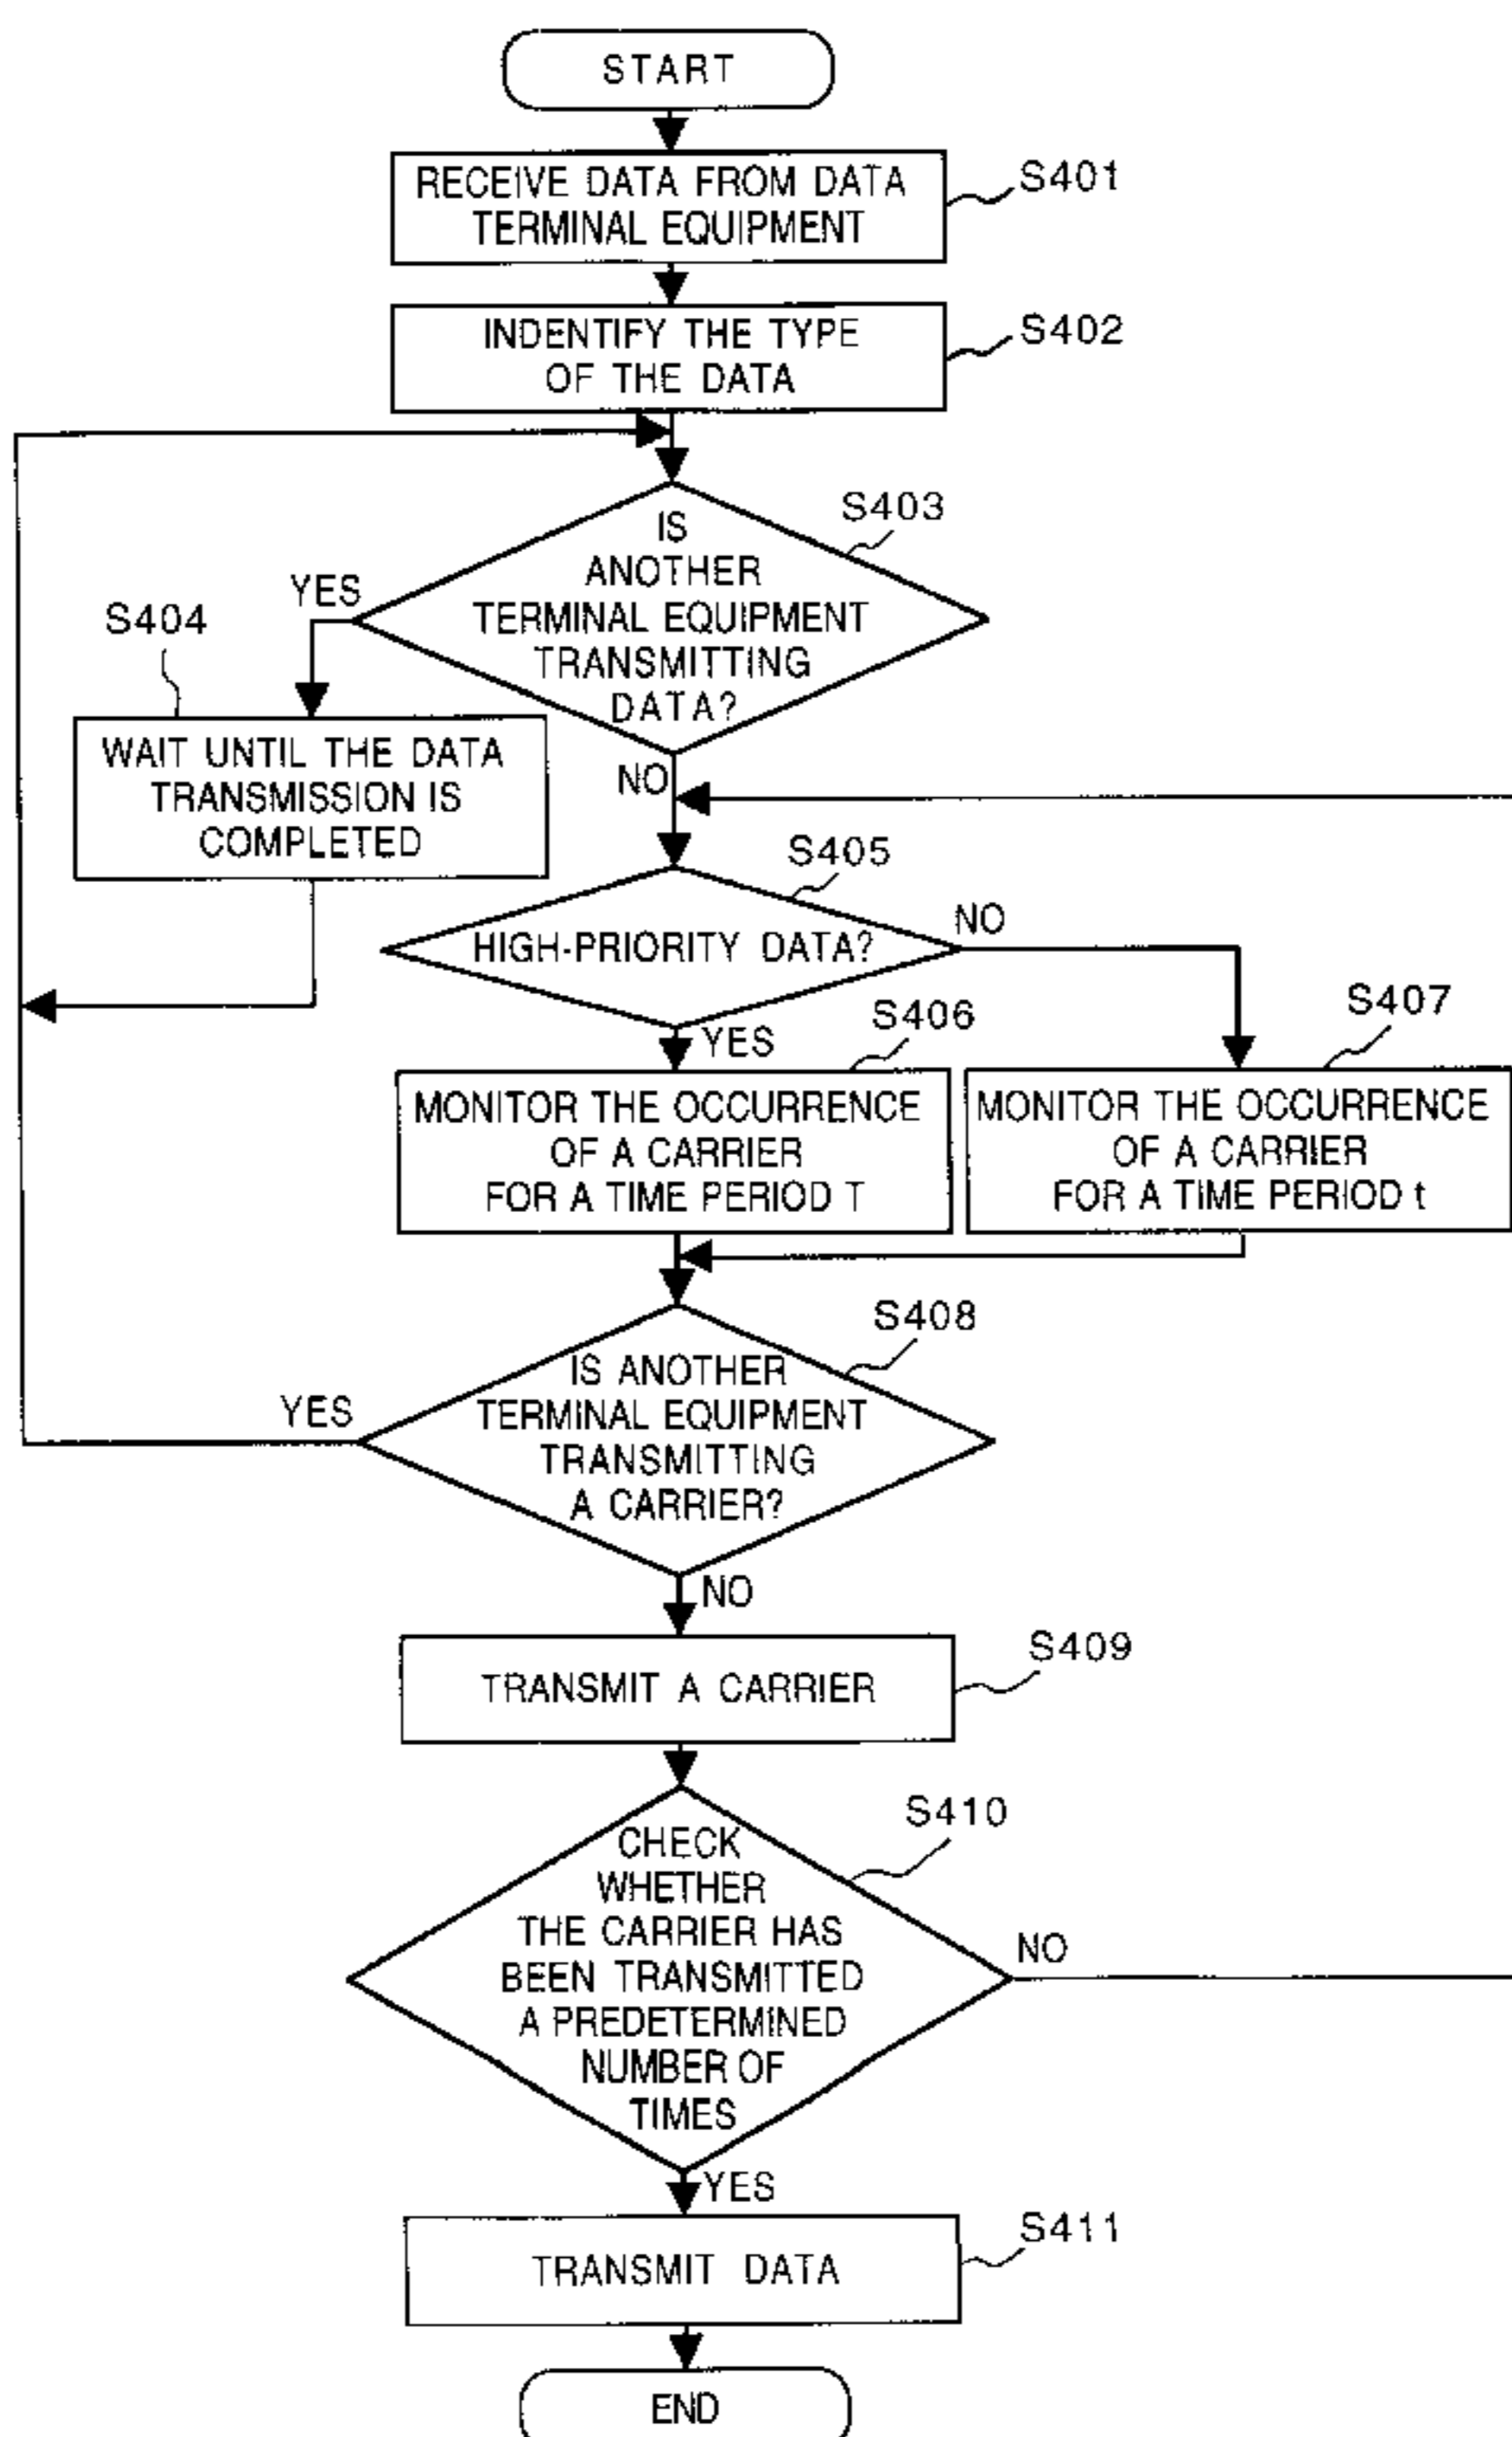 START
RECEIVE DATA FROM DATA
TERMINAL EQUIPMENT
S401
INDENTIFY THE TYPE
OF THE DATA
S402
IS
ANOTHER
TERMINAL EQUIPMENT
TRANSMITTING
DATA?
S403
YES
S404
WAIT UNTIL THE DATA
TRANSMISSION IS
COMPLETED
NO
S405
HIGH-PRIORITY DATA?
NO
YES
S406
S407
MONITOR THE OCCURRENCE
OF A CARRIER
FOR A TIME PERIOD T
MONITOR THE OCCURRENCE
OF A CARRIER
FOR A TIME PERIOD t
S408
IS ANOTHER
TERMINAL EQUIPMENT
TRANSMITTING
A CARRIER?
YES
NO
S409
TRANSMIT A CARRIER
S410
CHECK
WHETHER
THE CARRIER HAS
BEEN TRANSMITTED
A PREDETERMINED
NUMBER OF
TIMES
NO
YES
S411
TRANSMIT DATA
END